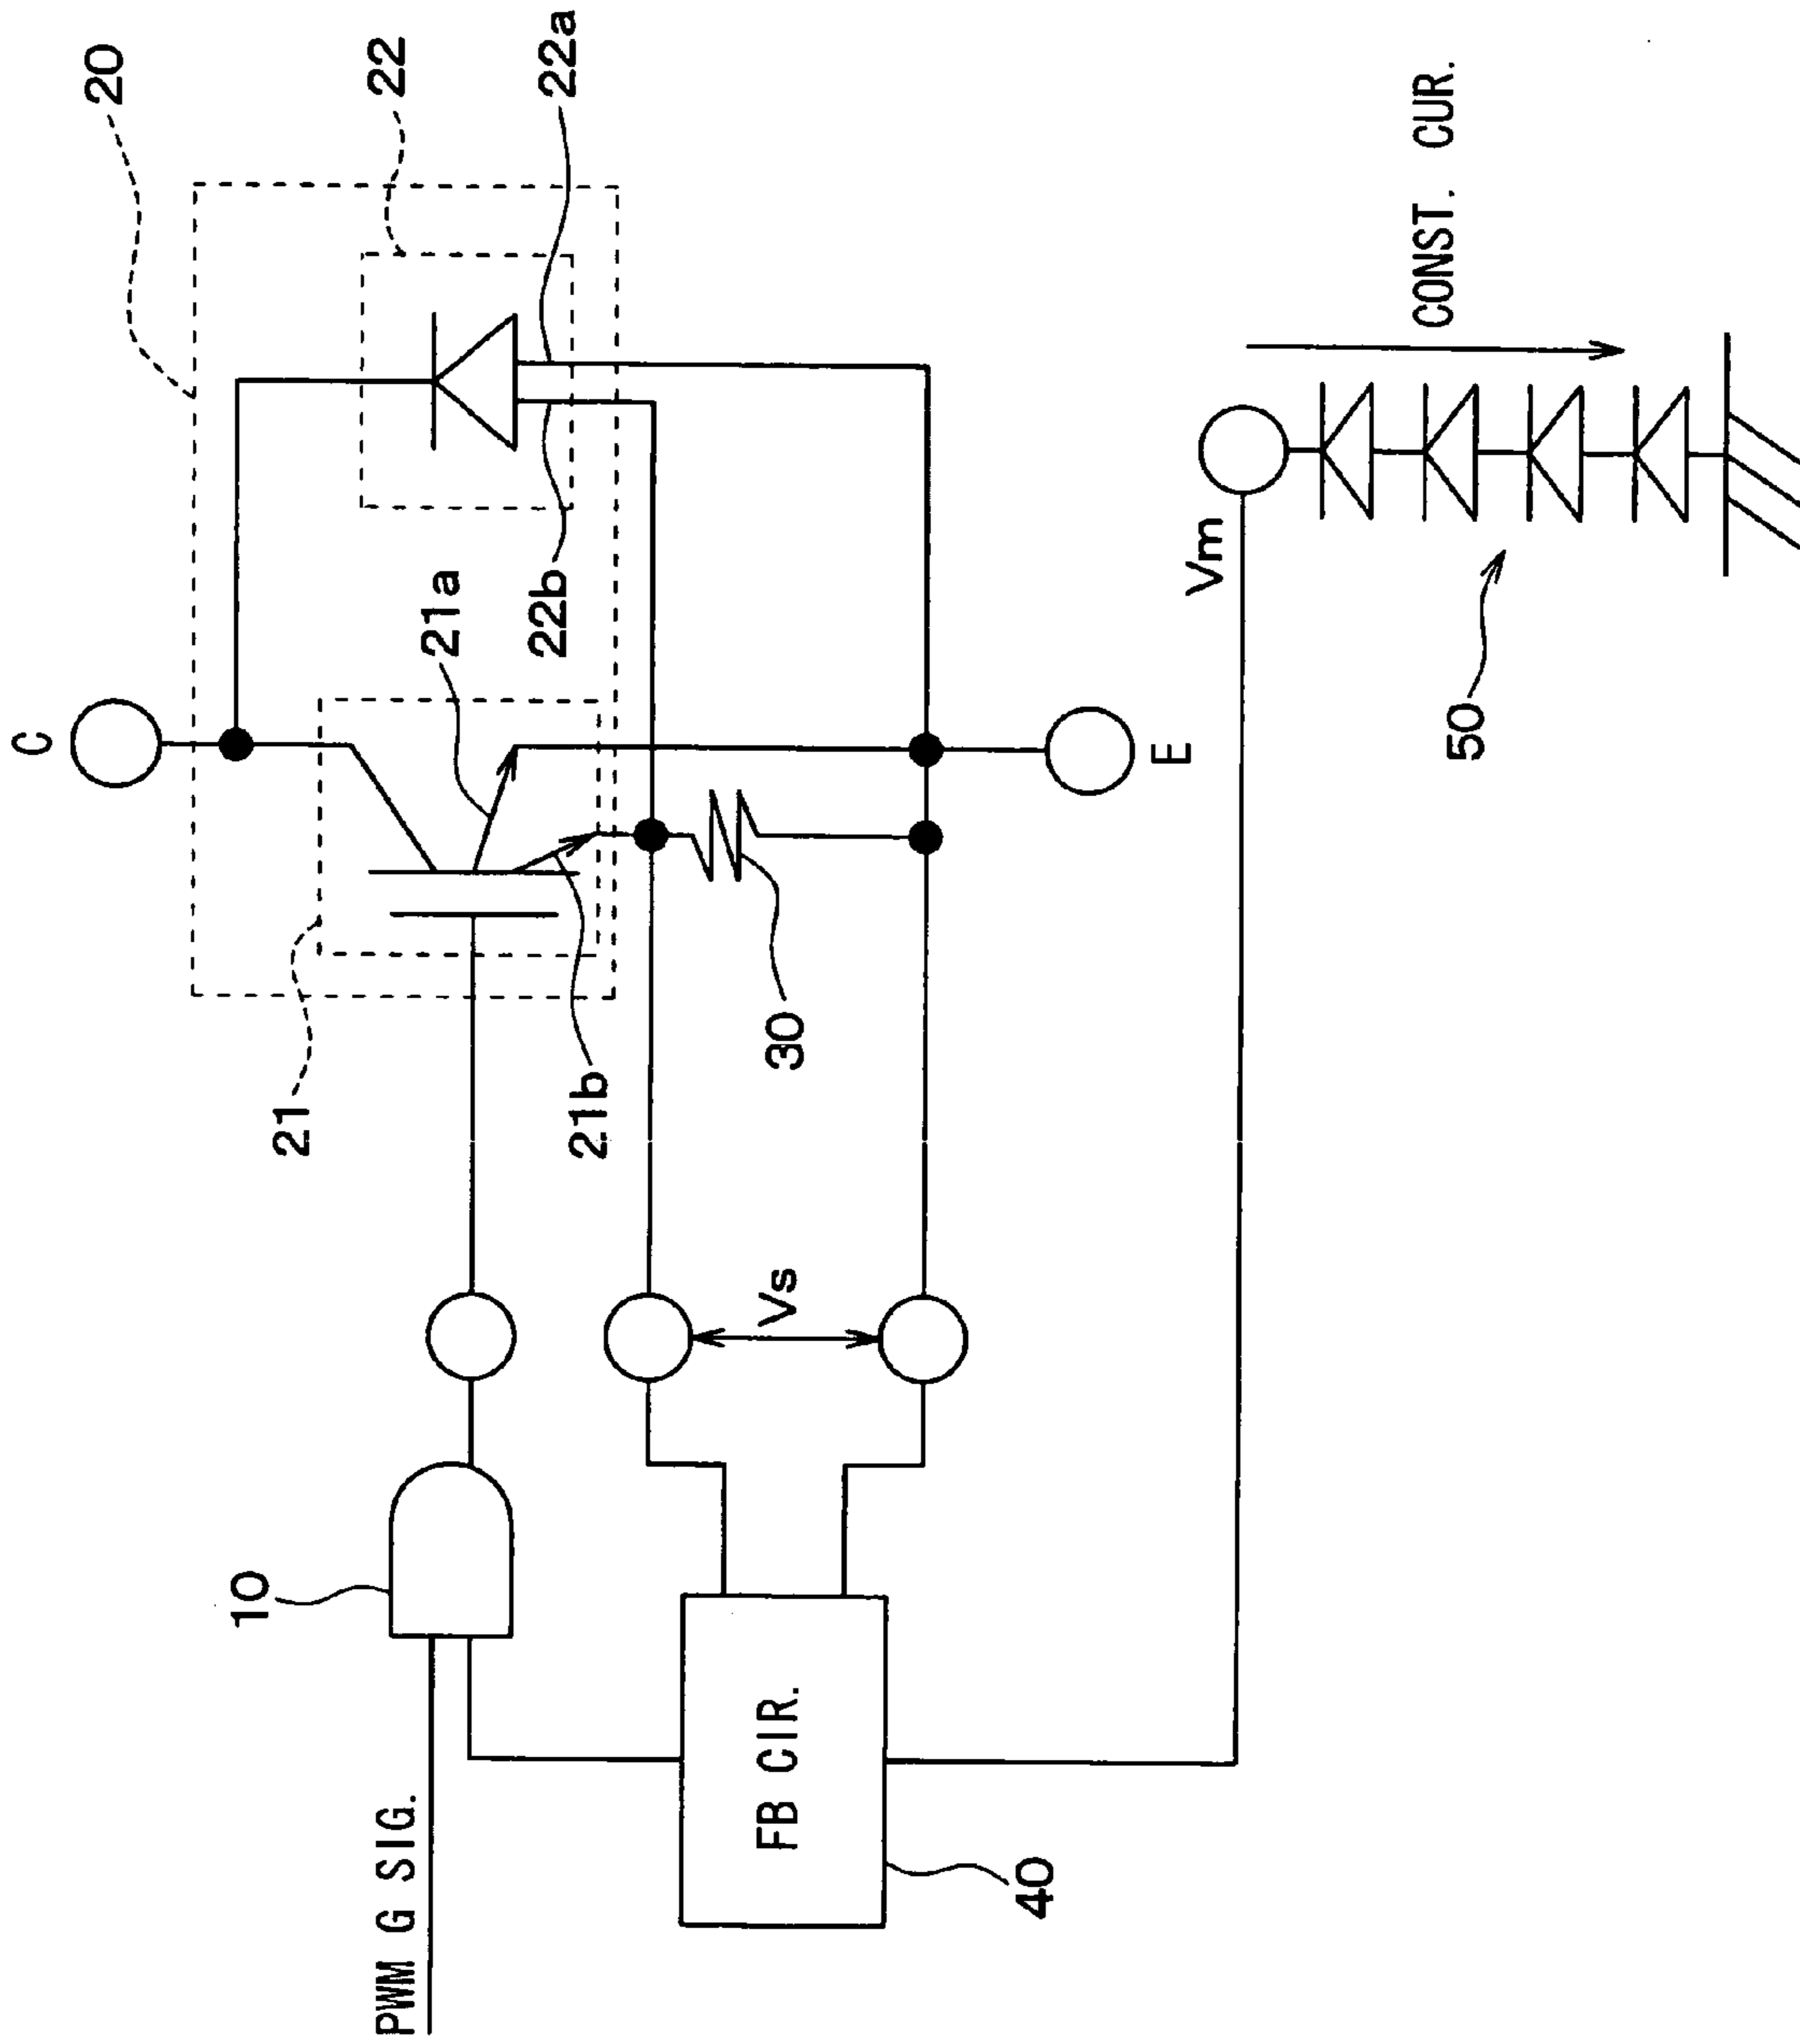 20
22
22a
C
21a
22b
21
21b
30
10
PWM G SIG.
Vs
E
FB CIR.
40
Vm
50
CONST. CUR.